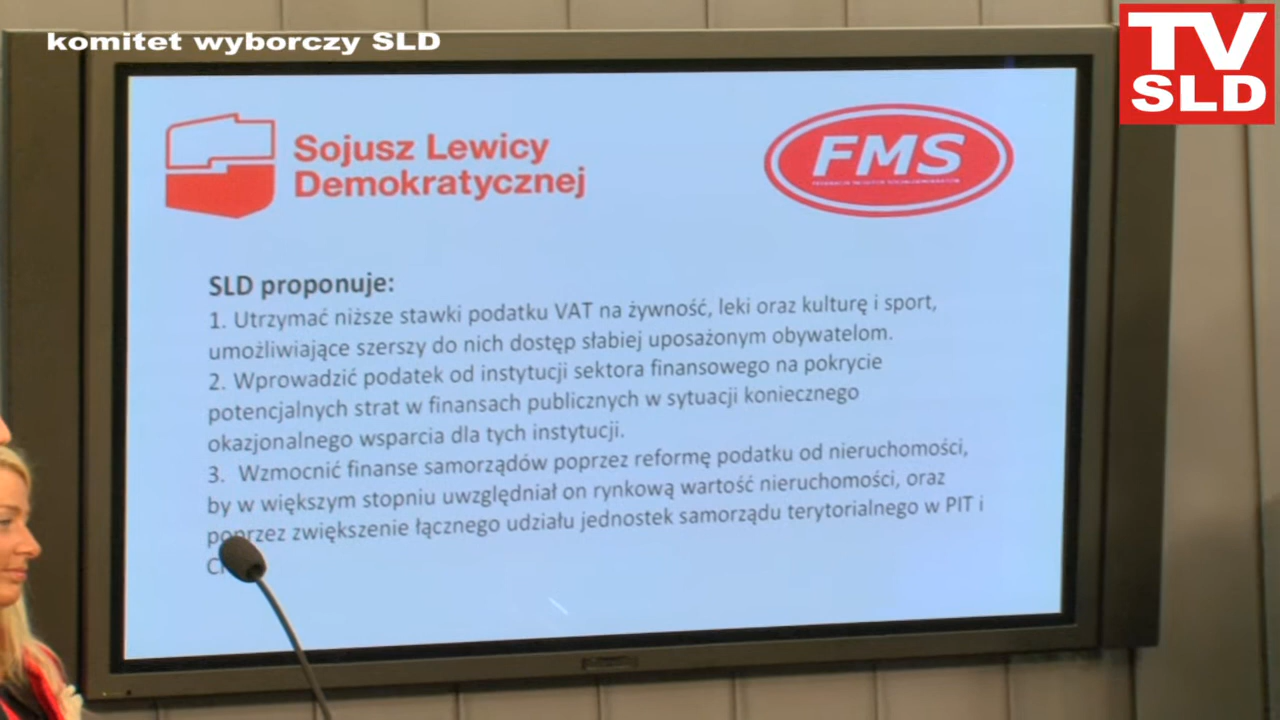 komitet wyborczy SLD
TV
SLD
Sojusz Lewicy
Demokratycznej
FMS
SLD proponuje:
1. Utrzymać niższe stawki podatku VAT na żywność, leki oraz kulturę i sport,
umożliwiające szerszy do nich dostęp słabiej uposażonym obywatelom.
2. Wprowadzić podatek od instytucji sektora finansowego na pokrycie
potencjalnych strat w finansach publicznych w sytuacji koniecznego
okazjonalnego wsparcia dla tych instytucji.
3. Wzmocnić finanse samorządów poprzez reformę podatku od nieruchomości,
by w większym stopniu uwzględniał on rynkową wartość nieruchomości, oraz
poprzez zwiększenie łącznego udziału jednostek samorządu terytorialnego w PIT i